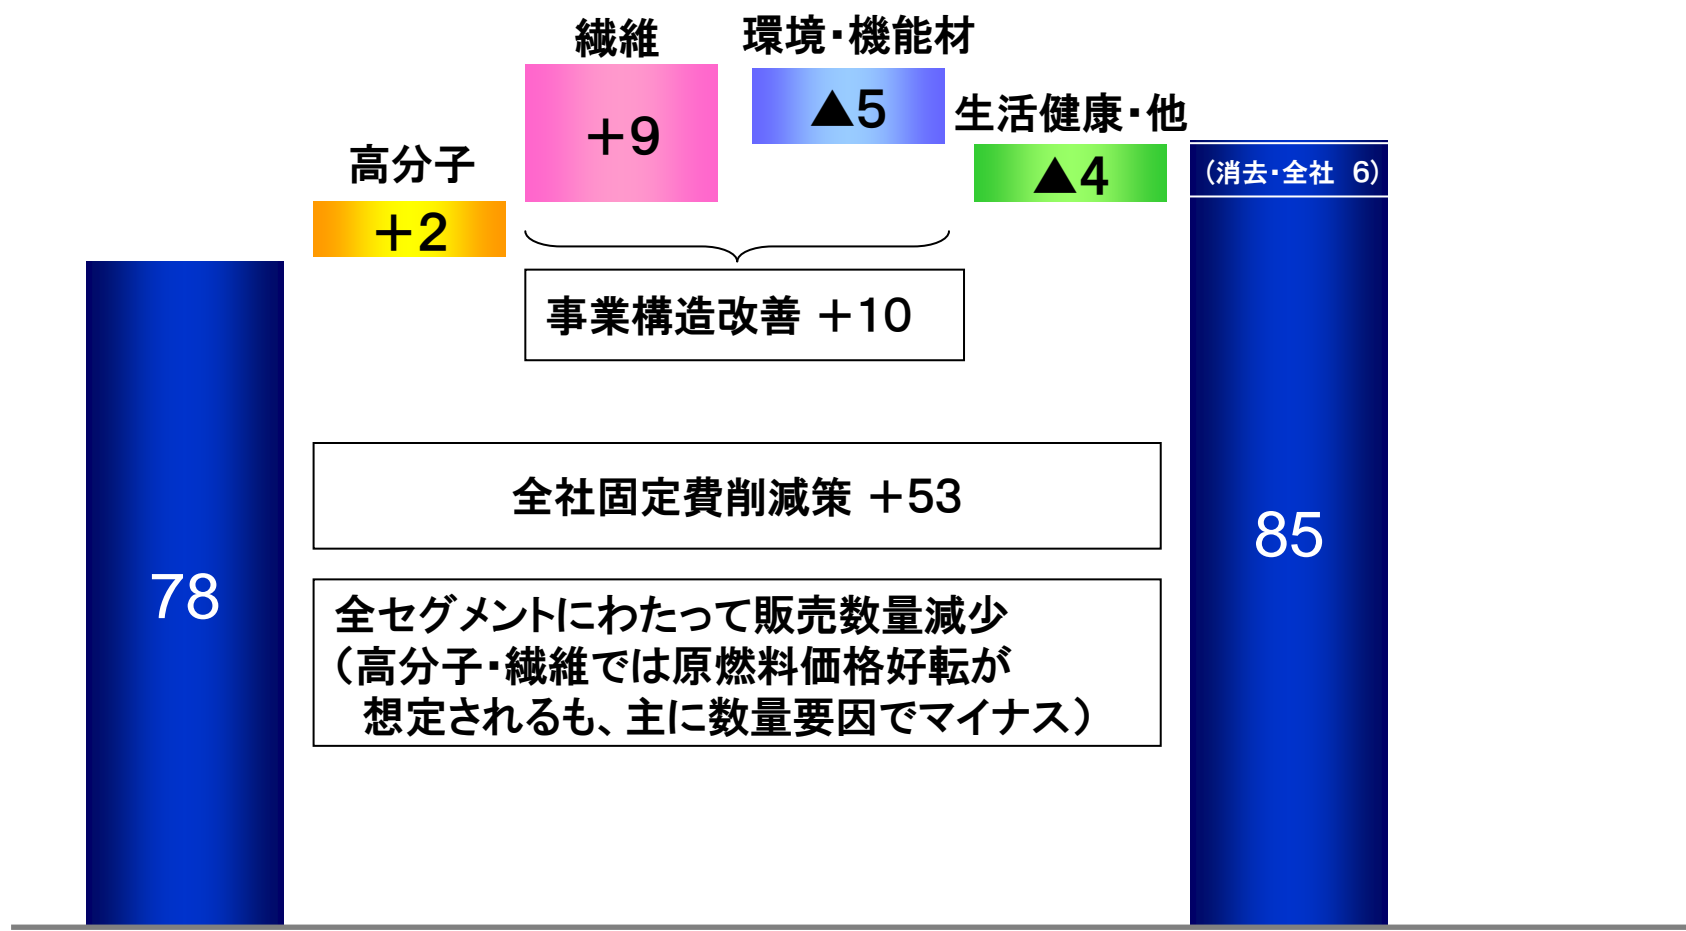 繊維
環境・機能材
+9
▲5
生活健康・他
高分子
▲4
(消去・全社 6)
+2
事業構造改善 +10
全社固定費削減策 +53
78
85
全セグメントにわたって販売数量減少
(高分子・繊維では原燃料価格好転が
想定されるも、主に数量要因でマイナス)